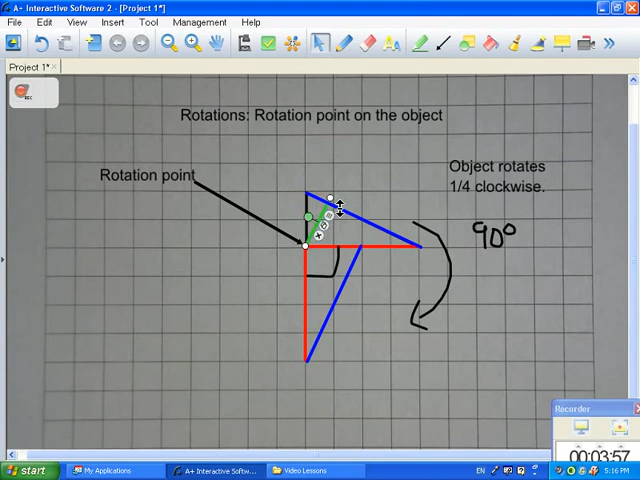 A+ Interactive Software 2 - [Project 1*]
File Edit View Insert Tool Management Help
Project 1*
REC
Rotations: Rotation point on the object
Rotation point
Object rotates
1/4 clockwise.
90°
Recorder
00:03:57
start
My Applications
A+ Interactive Softw...
Video Lessons
EN
5:16 PM